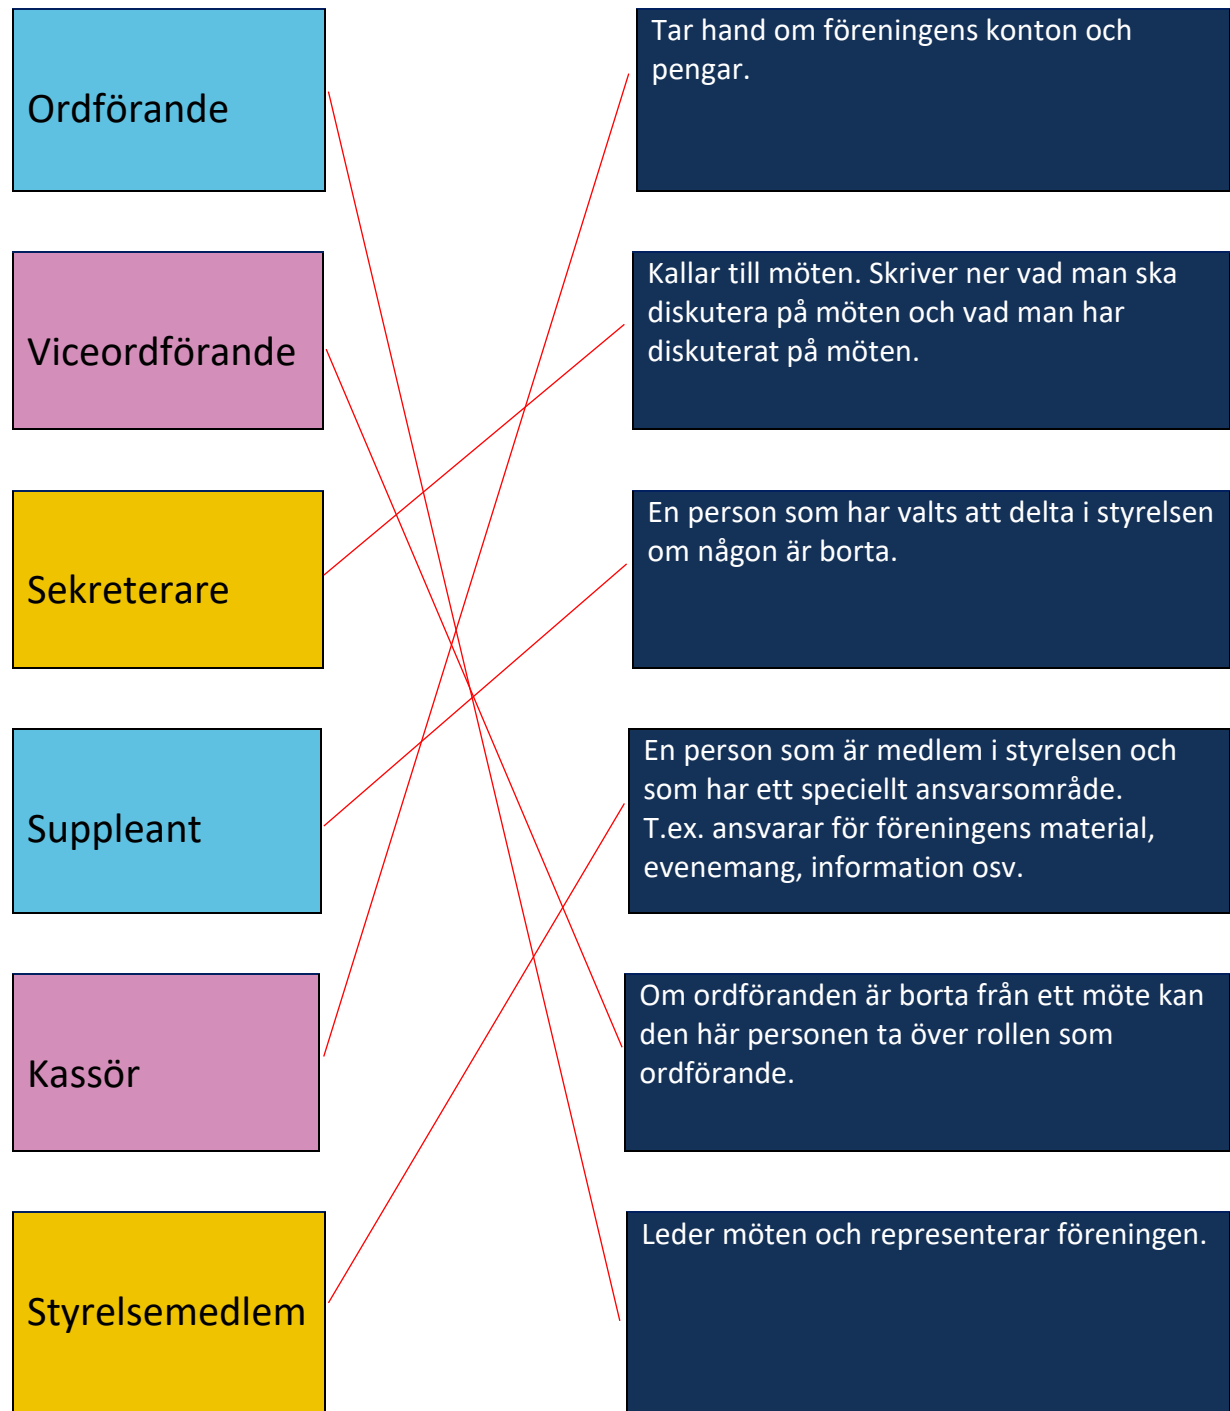 Ordförande
Tar hand om föreningens konton och
pengar.
Viceordförande
Kallar till möten. Skriver ner vad man ska
diskutera på möten och vad man har
diskuterat på möten.
Sekreterare
En person som har valts att delta i styrelsen
om någon är borta.
Suppleant
En person som är medlem i styrelsen och
som har ett speciellt ansvarsområde.
T.ex. ansvarar för föreningens material,
evenemang, information osv.
Kassör
Om ordföranden är borta från ett möte kan
den här personen ta över rollen som
ordförande.
Styrelsemedlem
Leder möten och representerar föreningen.